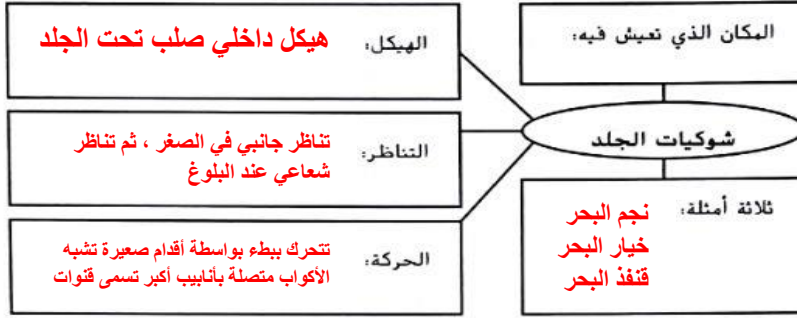 المكان الذي تعيش فيه:
الهيكل: هيكل داخلي صلب تحت الجلد
شوكيات الجلد
التناظر: تناظر جانبي في الصغر ، ثم تناظر
شعاعي عند البلوغ
ثلاثة أمثلة: نجم البحر
خيار البحر
قنفذ البحر
الحركة: تتحرك ببطء بواسطة أقدام صغيرة تشبه
الأكواب متصلة بأنابيب أكبر تسمى قنوات